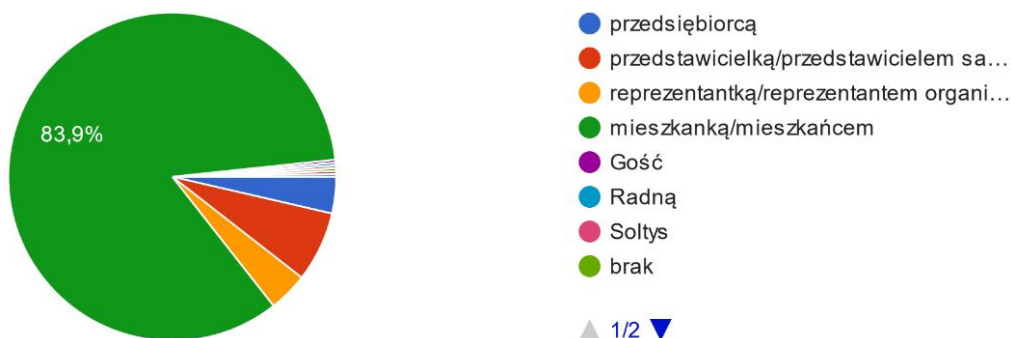 83,9%
przedsiębiorcą
przedstawicielką/przedstawicielem sa…
reprezentantką/reprezentantem organi…
mieszkanką/mieszkańcem
Gość
Radną
Soltys
brak
1/2